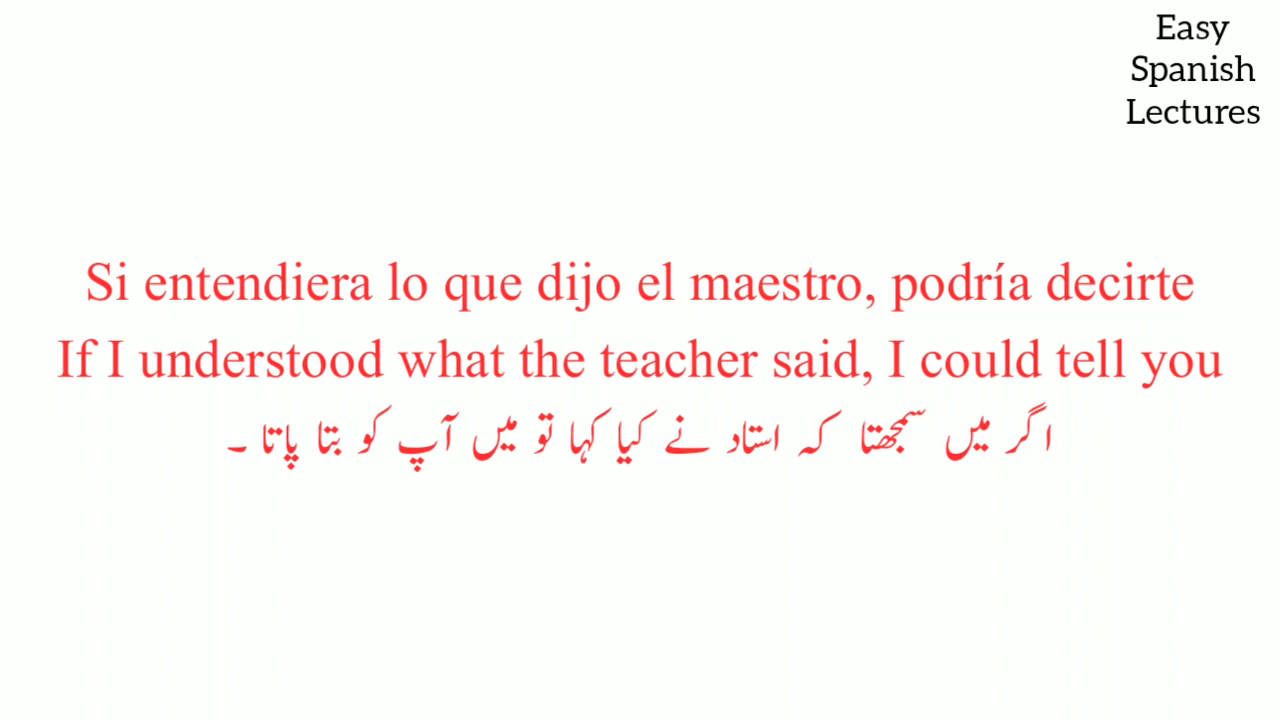 Easy
Spanish
Lectures
Si entendiera lo que dijo el maestro, podría decirte
If I understood what the teacher said, I could tell you
اگر میں سمجھتا کہ استاد نے کیا کہا تو میں آپ کو بتا پاتا ۔